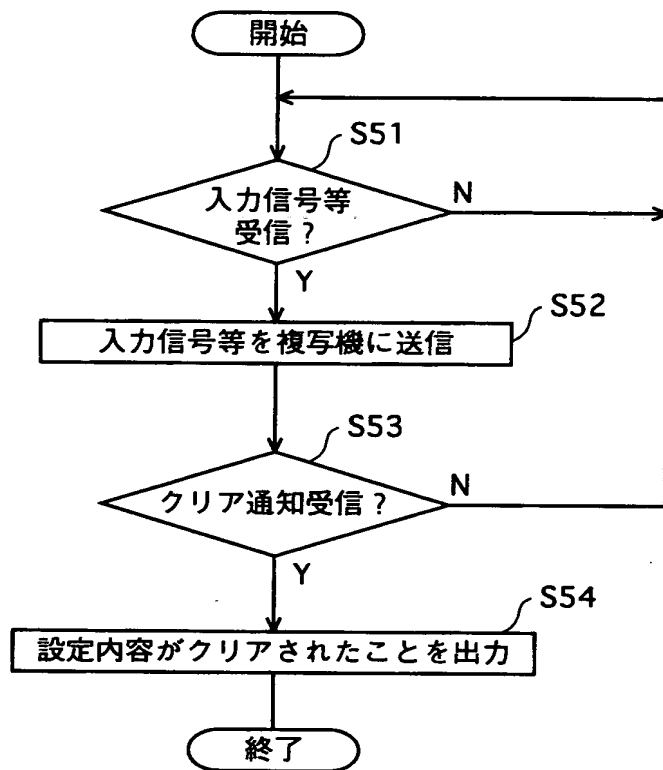 開始
S51
入力信号等
受信？
N
Y
S52
入力信号等を複写機に送信
S53
クリア通知受信？
N
Y
S54
設定内容がクリアされたことを出力
終了